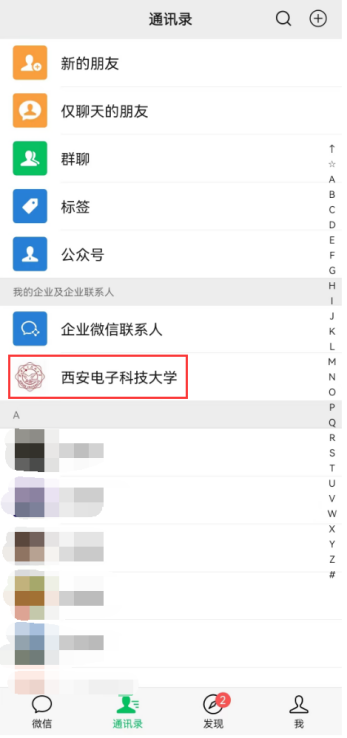 通讯录
新的朋友
仅聊天的朋友
群聊
标签
公众号
我的企业及企业联系人
企业微信联系人
西安电子科技大学
A
↑
☆
A
B
C
D
E
F
G
H
I
J
K
L
M
N
O
P
Q
R
S
T
U
V
W
X
Y
Z
#
2
微信
通讯录
发现
我